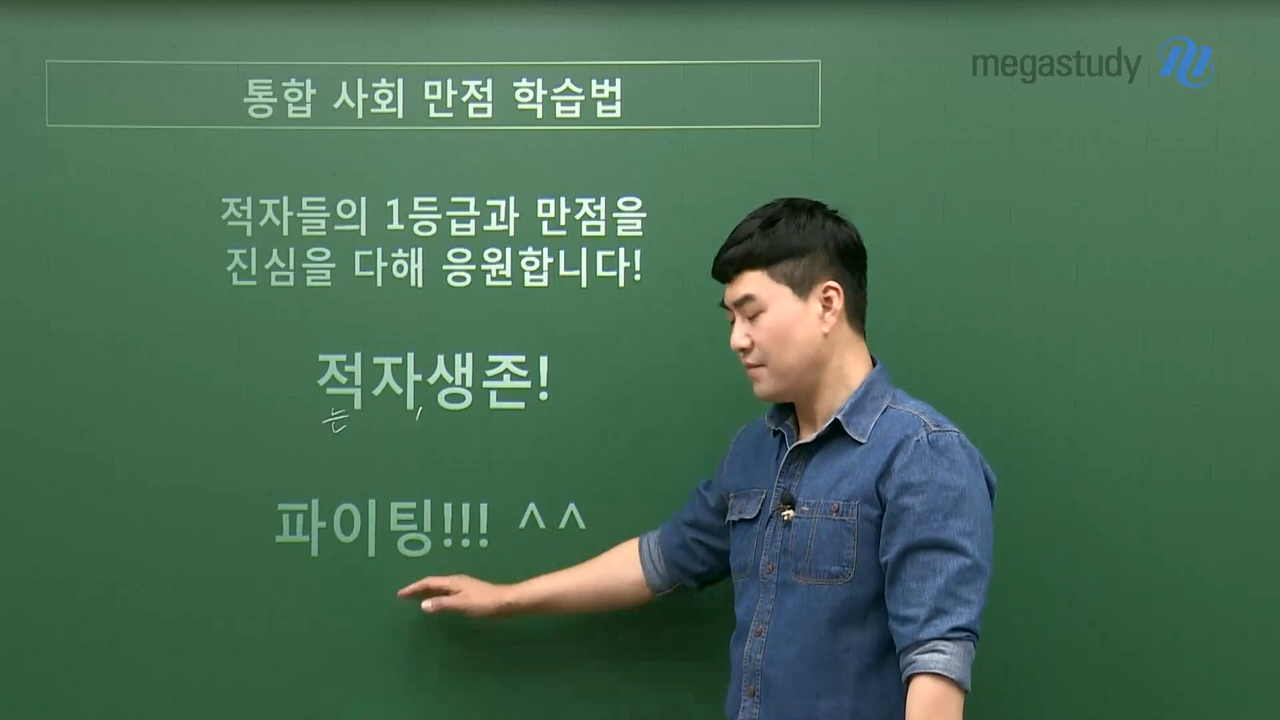 megastudy
통합 사회 만점 학습법
적자들의 1등급과 만점을
진심을 다해 응원합니다!
적자생존!
는
파이팅!!! ^^